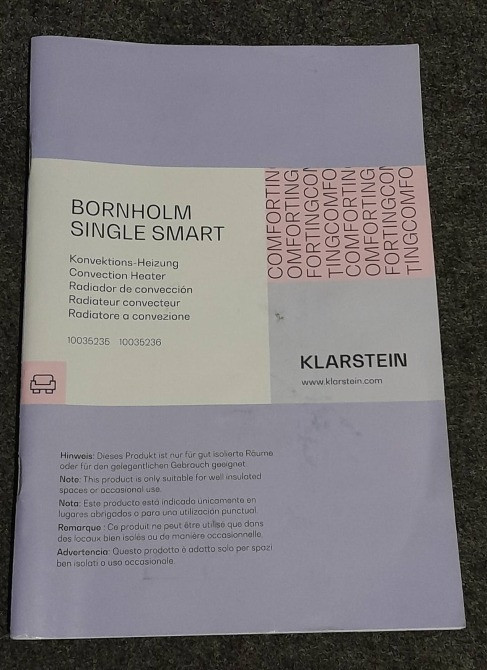 BORNHOLM
SINGLE SMART
Konvektions-Heizung
Convection Heater
Radiador de convección
Radiateur convecteur
Radiatore a convezione
10035235 10035236
COMFORTIN
OMFORTING
FORTINGCOM
TINGCOMFO
COMFORTIN
OMFORTING
FORTINGCOM
TINGCOMFO
KLARSTEIN
www.klarstein.com
Hinweis: Dieses Produkt ist nur für gut isolierte Räume
oder für den gelegentlichen Gebrauch geeignet.
Note: This product is only suitable for well insulated
spaces or occasional use.
Nota: Este producto está indicado únicamente en
lugares abrigados o para una utilización puntual.
Remarque : Ce produit ne peut être utilisé que dans
des locaux bien isolés ou de manière occasionnelle.
Advertencia: Questo prodotto è adatto solo per spazi
ben isolati o uso occasionale.